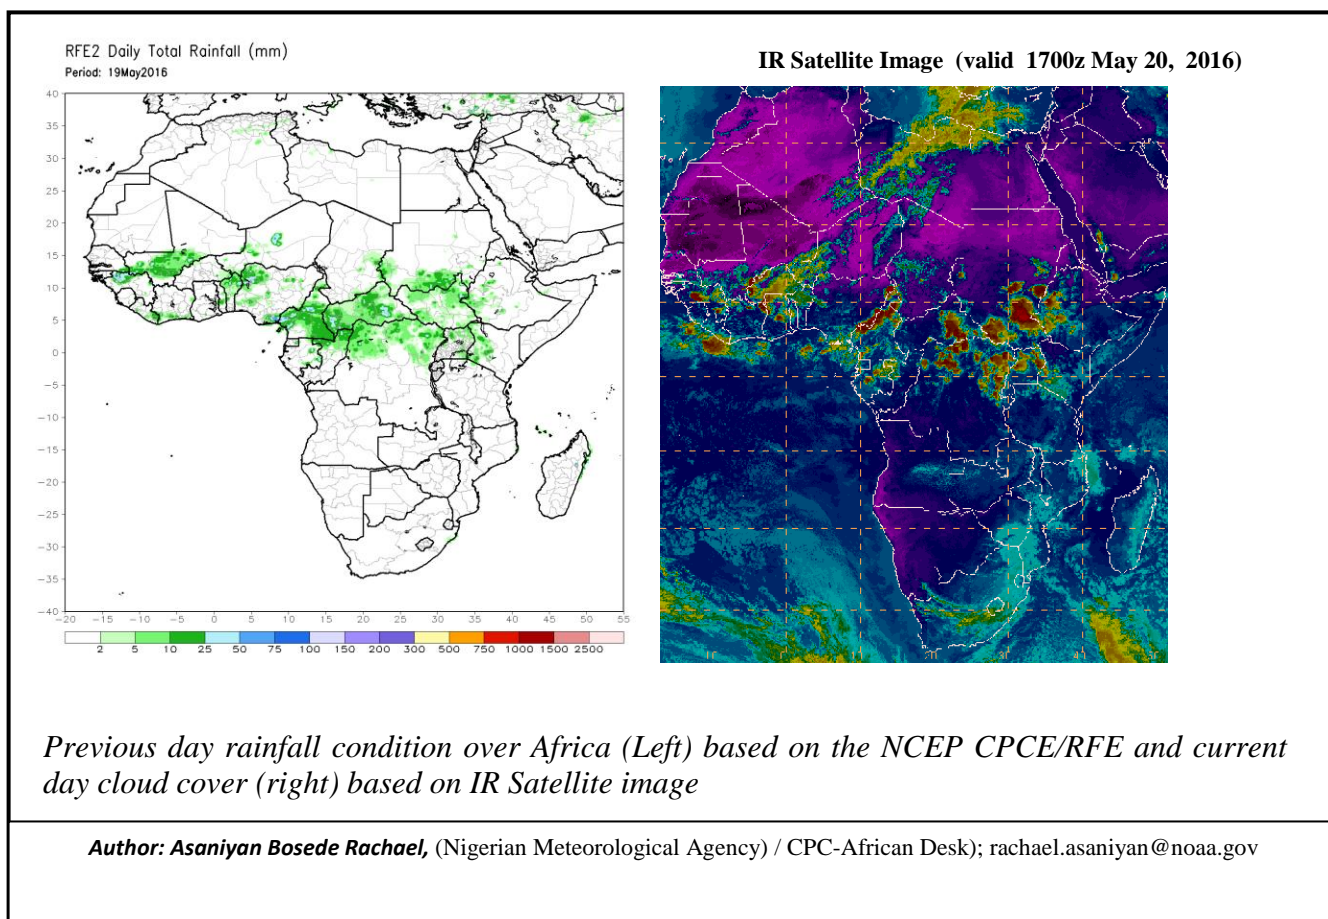 RFE2 Daily Total Rainfall (mm)
Period: 19May2016
IR Satellite Image (valid 1700z May 20, 2016)
40
35
30
25
20
15
10
5
0
-5
-10
-15
-20
-25
-30
-35
-40
-20 -15 -10 -5 0 5 10 15 20 25 30 35 40 45 50 55
2 5 10 25 50 75 100 150 200 300 500 750 1000 1500 2500
Previous day rainfall condition over Africa (Left) based on the NCEP CPCE/RFE and current
day cloud cover (right) based on IR Satellite image
Author: Asaniyan Bosede Rachael, (Nigerian Meteorological Agency) / CPC-African Desk); rachael.asaniyan@noaa.gov